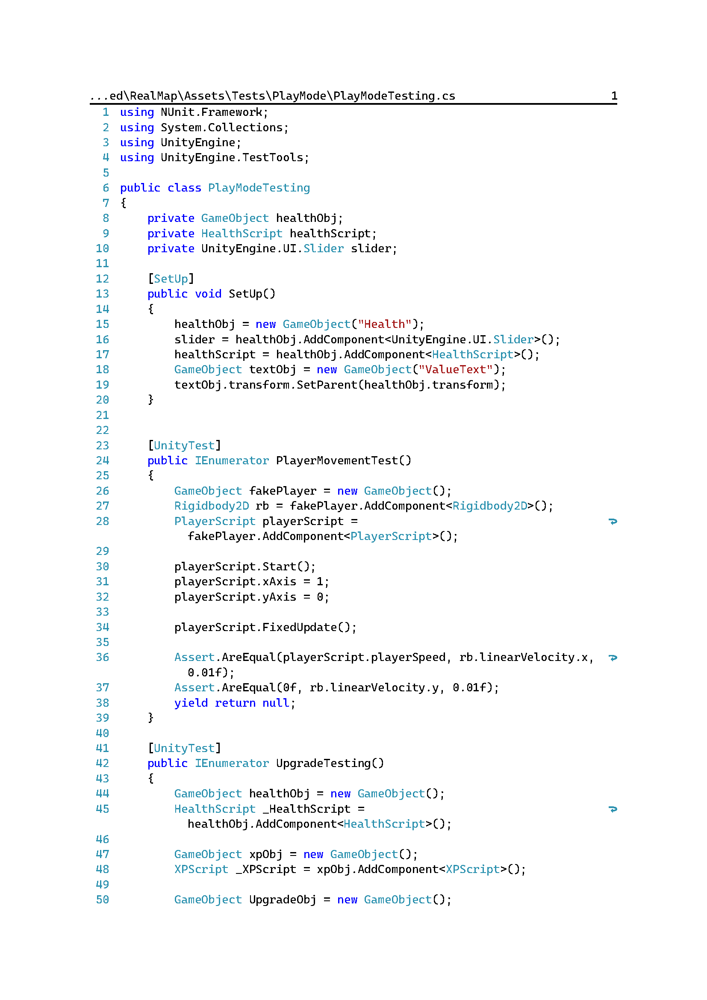 ...ed\RealMap\Assets\Tests\PlayMode\PlayModeTesting.cs 1
1 using NUnit.Framework;
2 using System.Collections;
3 using UnityEngine;
4 using UnityEngine.TestTools;
5
6 public class PlayModeTesting
7 {
8     private GameObject healthObj;
9     private HealthScript healthScript;
10     private UnityEngine.UI.Slider slider;
11
12     [SetUp]
13     public void SetUp()
14     {
15         healthObj = new GameObject("Health");
16         slider = healthObj.AddComponent<UnityEngine.UI.Slider>();
17         healthScript = healthObj.AddComponent<HealthScript>();
18         GameObject textObj = new GameObject("ValueText");
19         textObj.transform.SetParent(healthObj.transform);
20     }
21
22
23     [UnityTest]
24     public IEnumerator PlayerMovementTest()
25     {
26         GameObject fakePlayer = new GameObject();
27         Rigidbody2D rb = fakePlayer.AddComponent<Rigidbody2D>();
28         PlayerScript playerScript =
           fakePlayer.AddComponent<PlayerScript>();
29
30         playerScript.Start();
31         playerScript.xAxis = 1;
32         playerScript.yAxis = 0;
33
34         playerScript.FixedUpdate();
35
36         Assert.AreEqual(playerScript.playerSpeed, rb.linearVelocity.x,
           0.01f);
37         Assert.AreEqual(0f, rb.linearVelocity.y, 0.01f);
38         yield return null;
39     }
40
41     [UnityTest]
42     public IEnumerator UpgradeTesting()
43     {
44         GameObject healthObj = new GameObject();
45         HealthScript _HealthScript =
           healthObj.AddComponent<HealthScript>();
46
47         GameObject xpObj = new GameObject();
48         XPScript _XPScript = xpObj.AddComponent<XPScript>();
49
50         GameObject UpgradeObj = new GameObject();